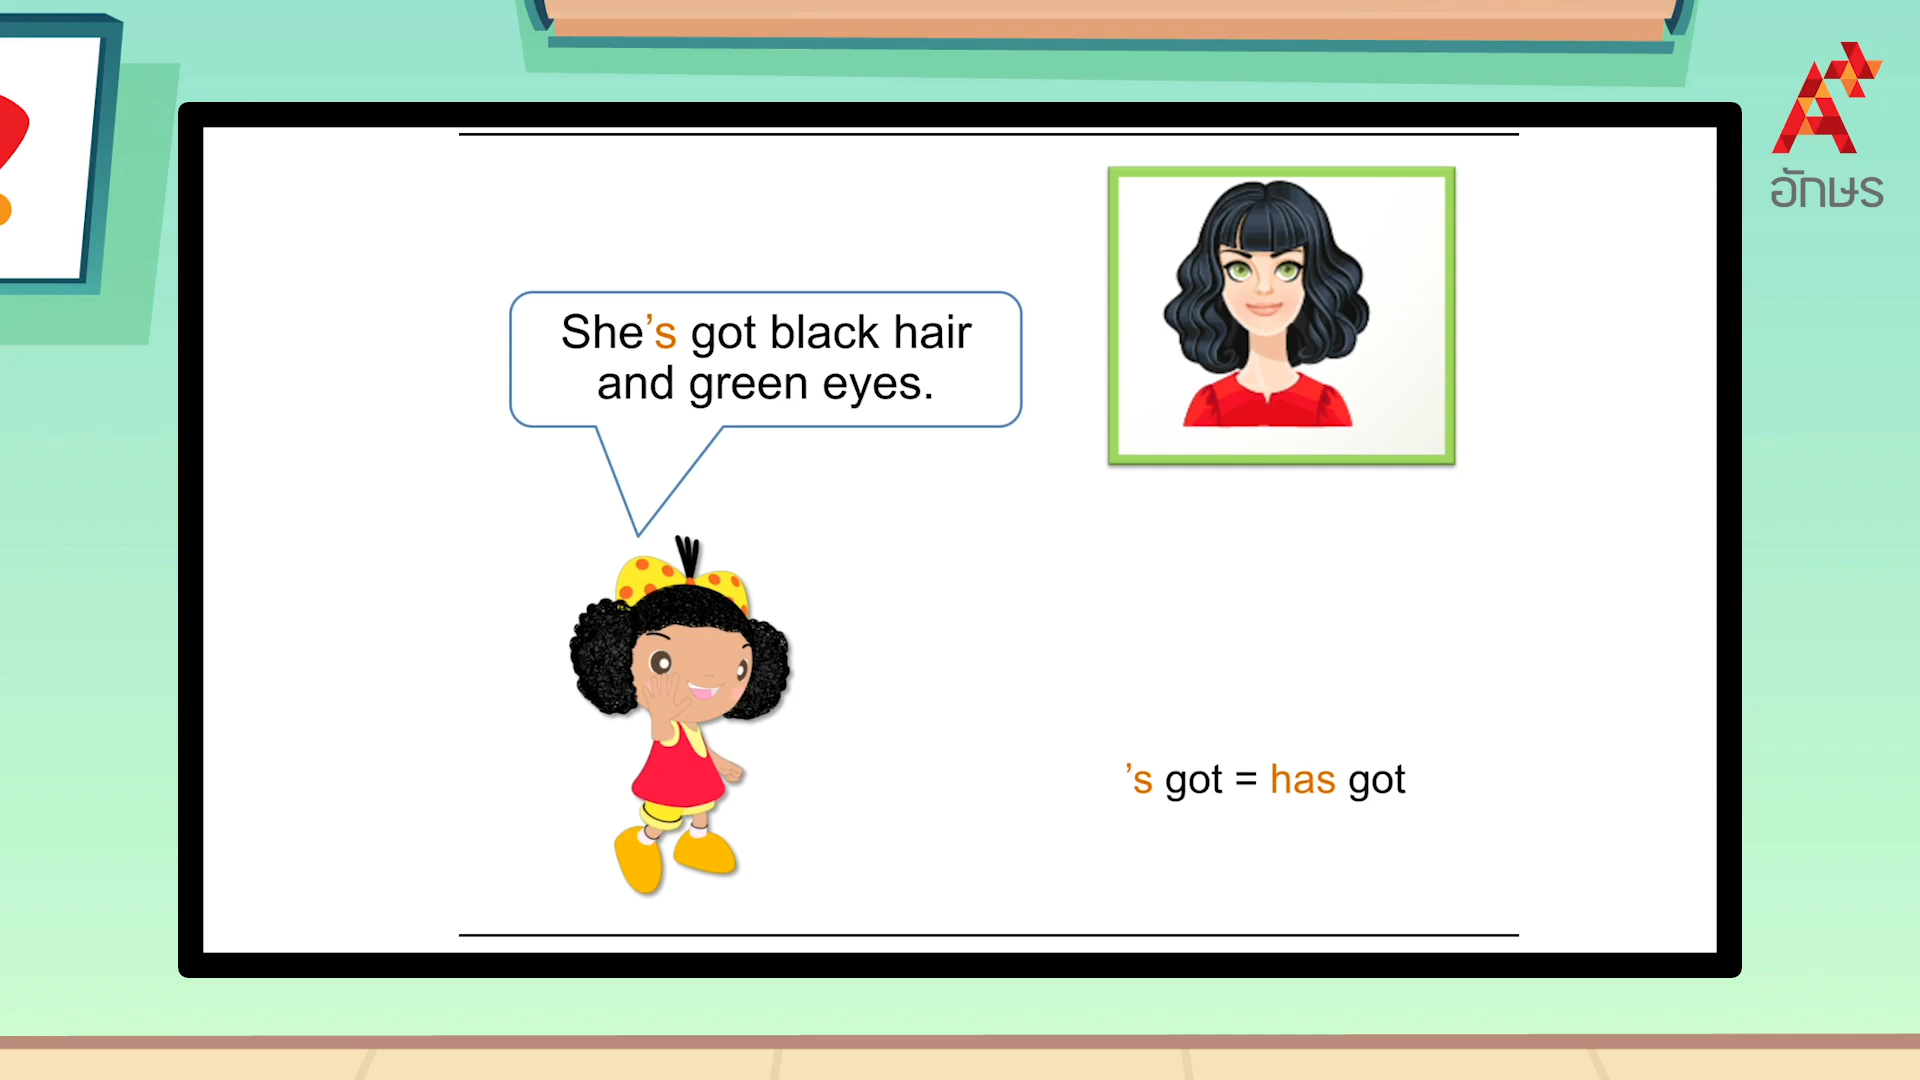 อักษร
She’s got black hair
and green eyes.
’s got = has got